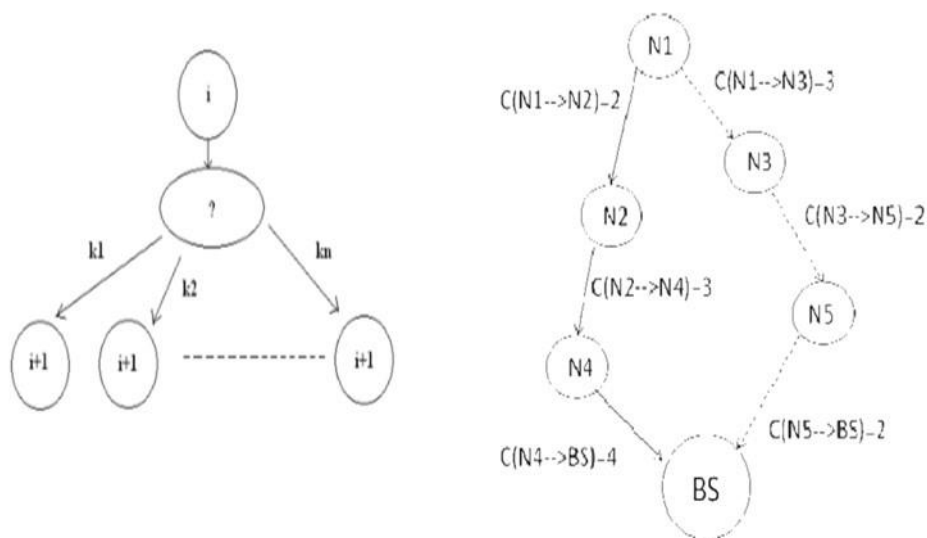 i
?
k1
k2
kn
i+1
i+1
i+1
N1
C(N1-->N2)-2
C(N1-->N3)-3
N3
N2
C(N3-->N5)-2
C(N2-->N4)-3
N5
N4
C(N4-->BS)-4
C(N5-->BS)-2
BS